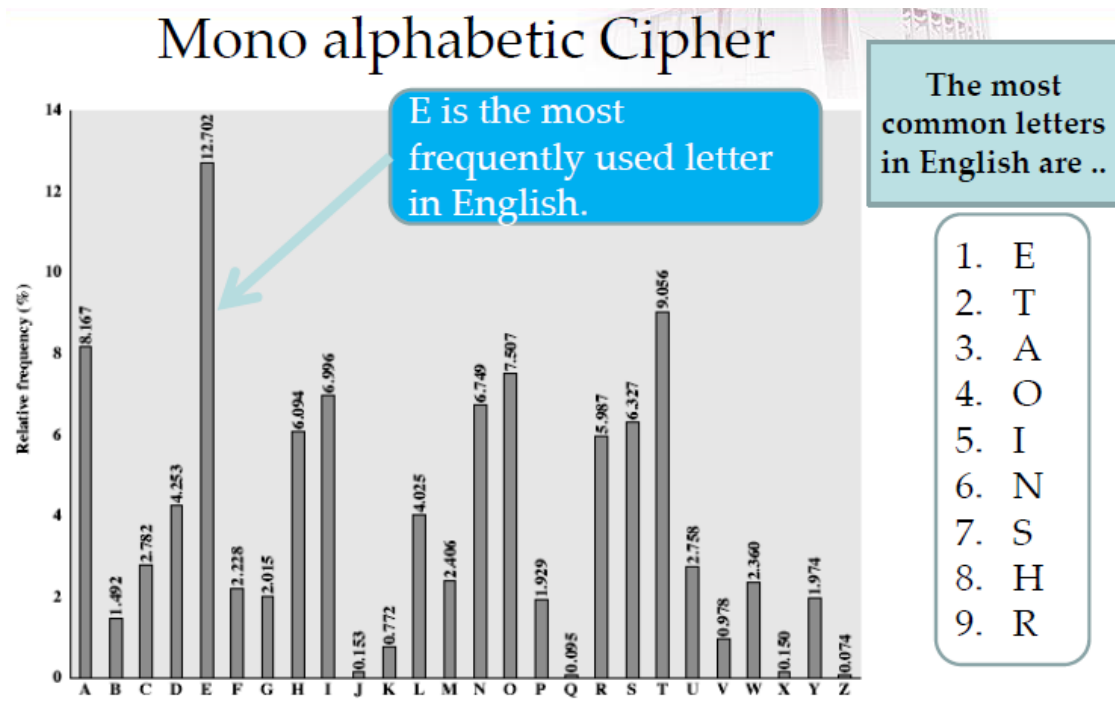 Mono alphabetic Cipher
E is the most
frequently used letter
in English.
The most
common letters
in English are ..
1. E
2. T
3. A
4. O
5. I
6. N
7. S
8. H
9. R
Relative frequency (%)
14
12
10
8
6
4
2
0
8.167
1.492
2.782
4.253
12.702
2.228
2.015
6.094
6.996
0.153
0.772
4.025
2.406
6.749
7.507
1.929
0.095
5.987
6.327
9.056
2.758
0.978
2.360
0.150
1.974
0.074
A B C D E F G H I J K L M N O P Q R S T U V W X Y Z